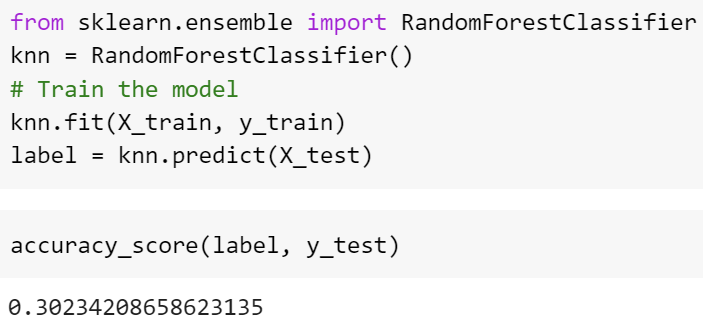 from sklearn.ensemble import RandomForestClassifier
knn = RandomForestClassifier()
# Train the model
knn.fit(X_train, y_train)
label = knn.predict(X_test)
accuracy_score(label, y_test)
0.30234208658623135